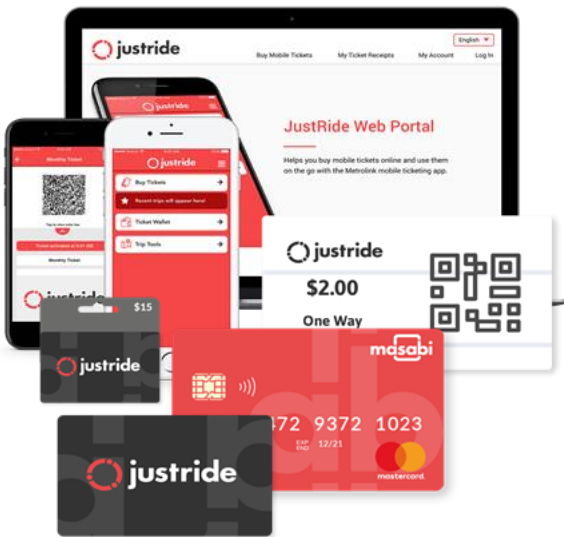 justride
English
Buy Mobile Tickets
My Ticket Receipts
My Account
Log In
JustRide Web Portal
Helps you buy mobile tickets online and use them
on the go with the Metrolink mobile ticketing app.
justride
Monthly Ticket
Monthly Ticket
justride
justride
Buy Tickets
Recent trips will appear here!
Ticket Wallet
Trip Tools
justride
$2.00
One Way
$15
justride
masabi
472 9372 1023
EXP END 12/21
mastercard.
justride